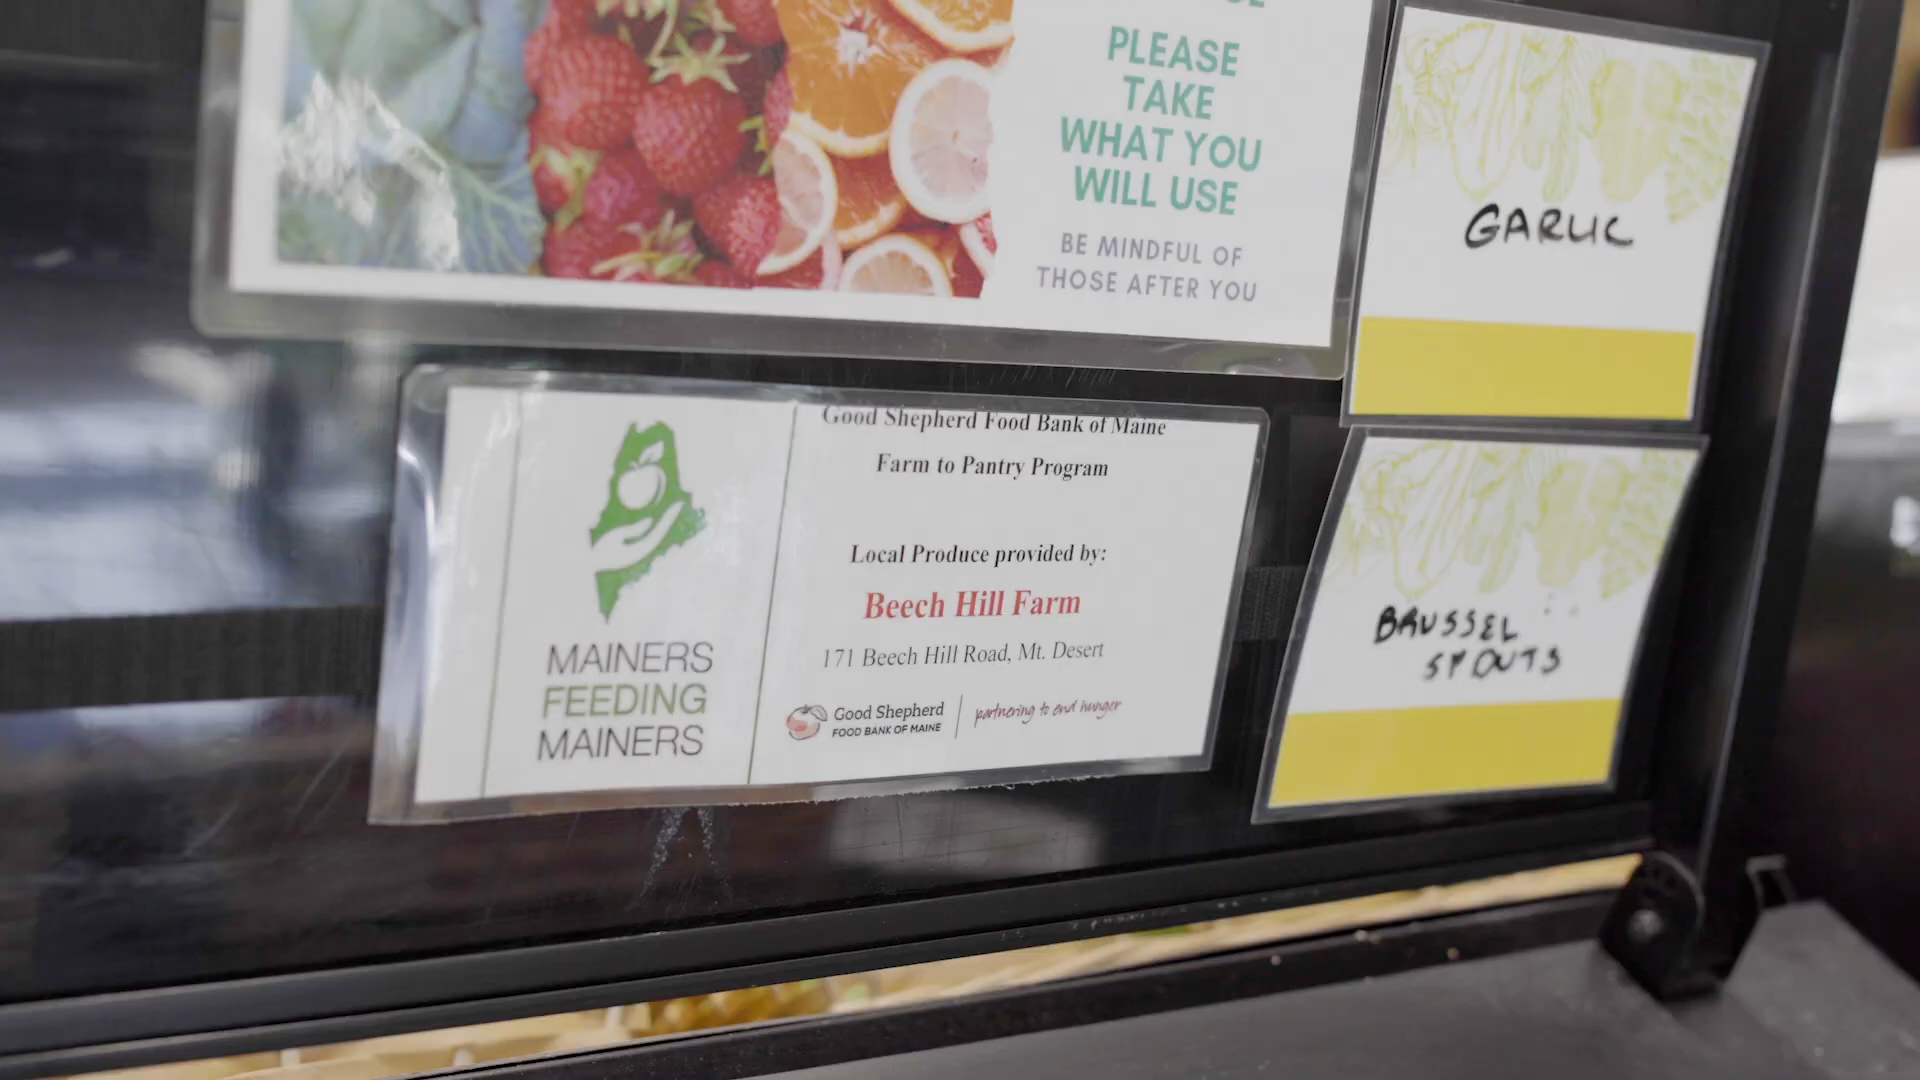 PLEASE
TAKE
WHAT YOU
WILL USE
BE MINDFUL OF
THOSE AFTER YOU
GARLIC
Good Shepherd Food Bank of Maine
Farm to Pantry Program
Local Produce provided by:
Beech Hill Farm
171 Beech Hill Road, Mt. Desert
Good Shepherd
FOOD BANK OF MAINE
partnering to end hunger
MAINERS
FEEDING
MAINERS
BRUSSEL
SPOUTS